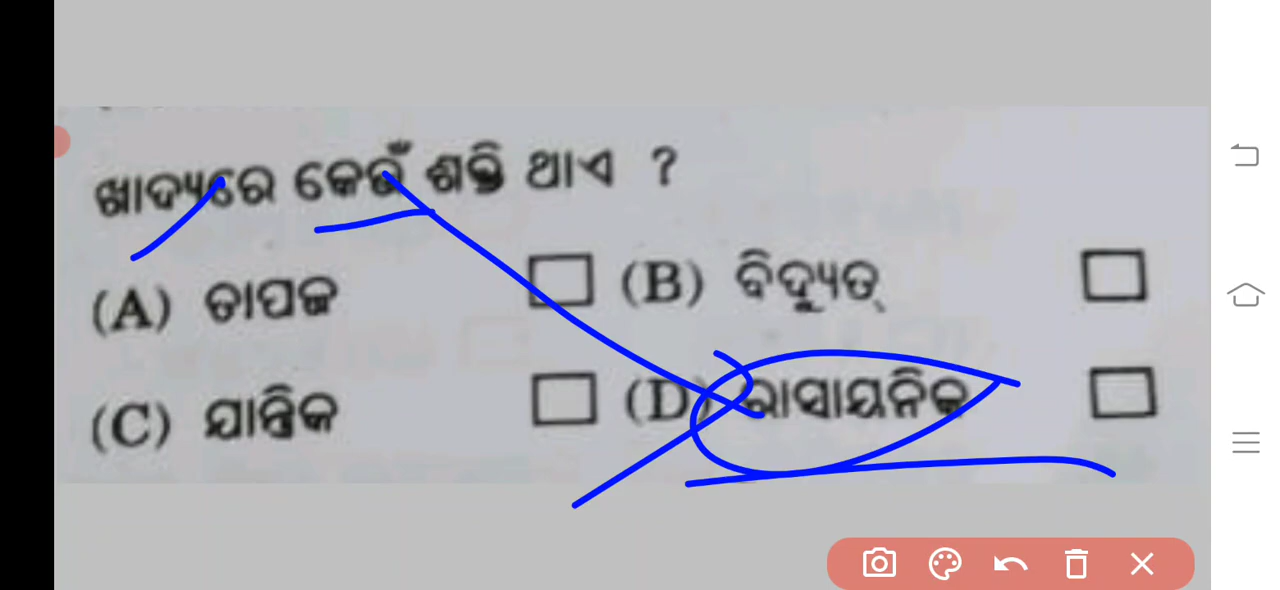 ଖାଦ୍ୟରେ କେଉଁ ଶକ୍ତି ଥାଏ ?
(A) ତାପଜ (B) ବିଦ୍ୟୁତ୍
(C) ଯାନ୍ତ୍ରିକ (D) ରାସାୟନିକ